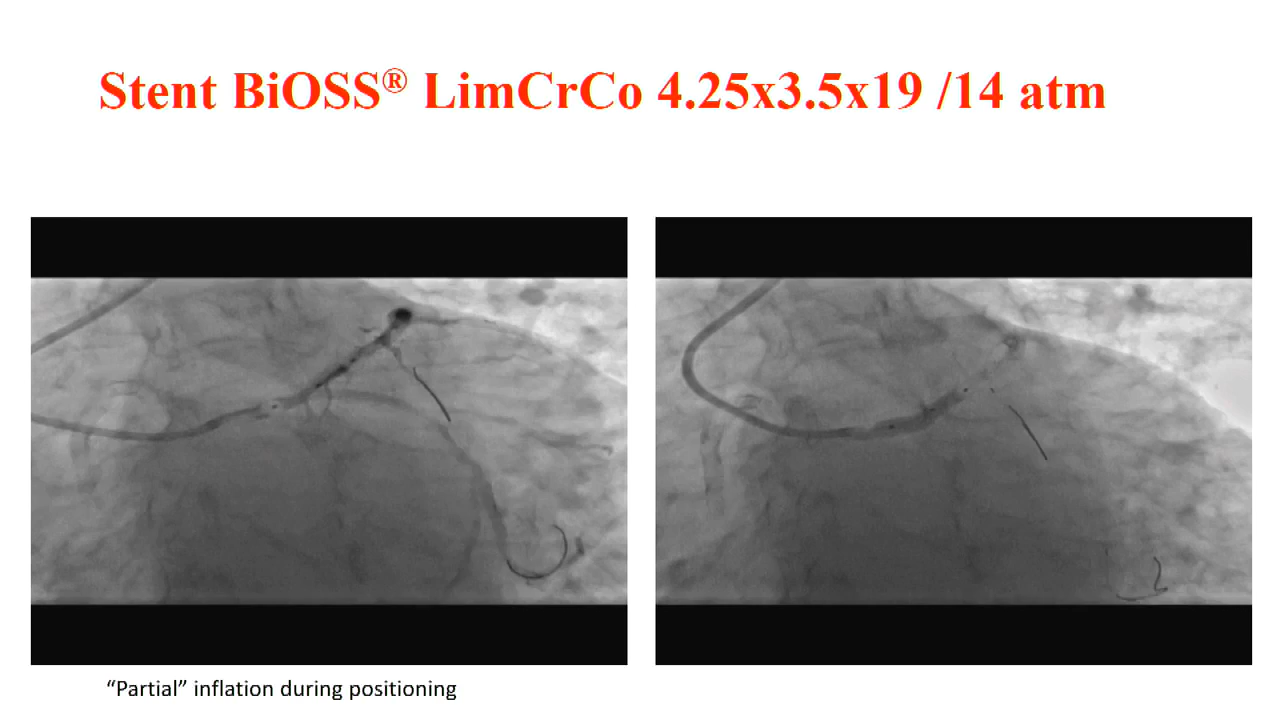 Stent BiOSS® LimCrCo 4.25x3.5x19 /14 atm
“Partial” inflation during positioning